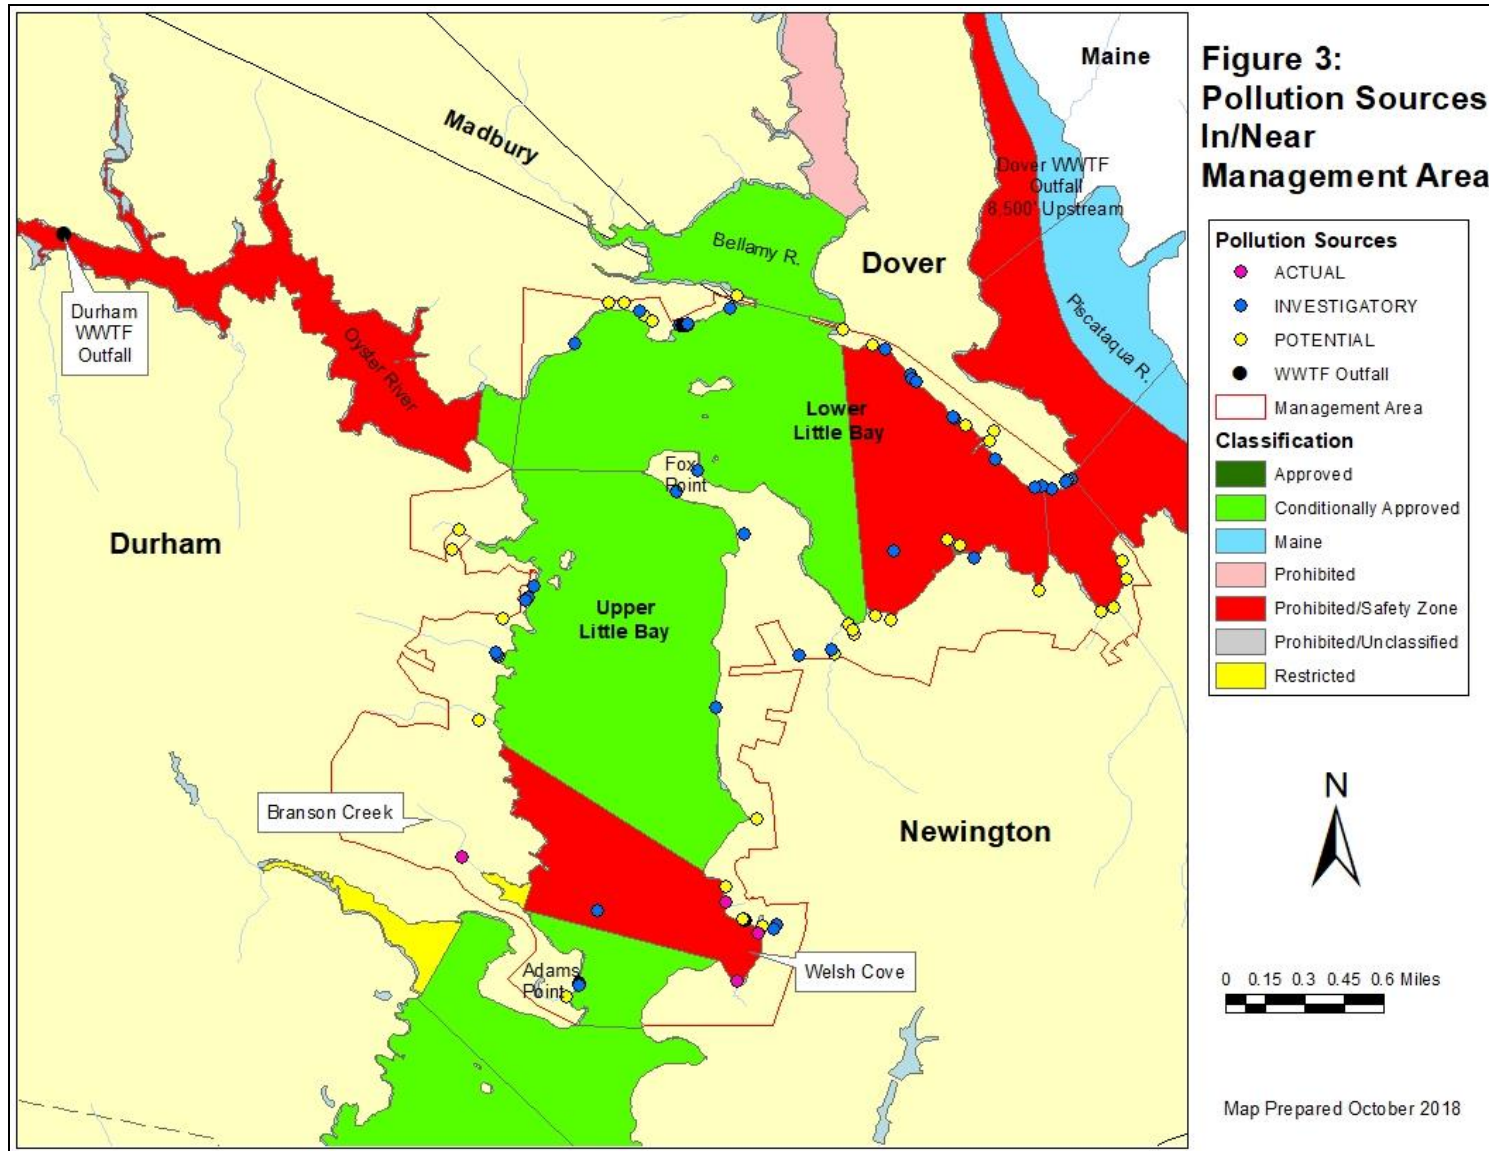 Figure 3:
Pollution Sources
In/Near
Management Area
Maine
Madbury
Dover WWTF
Outfall
8,500' Upstream
Bellamy R.
Dover
Piscataqua R.
Durham
WWTF
Outfall
Oyster River
Lower
Little Bay
Fox
Point
Durham
Upper
Little Bay
Branson Creek
Newington
Adams
Point
Welsh Cove
Pollution Sources
ACTUAL
INVESTIGATORY
POTENTIAL
WWTF Outfall
Management Area
Classification
Approved
Conditionally Approved
Maine
Prohibited
Prohibited/Safety Zone
Prohibited/Unclassified
Restricted
N
0 0.15 0.3 0.45 0.6 Miles
Map Prepared October 2018